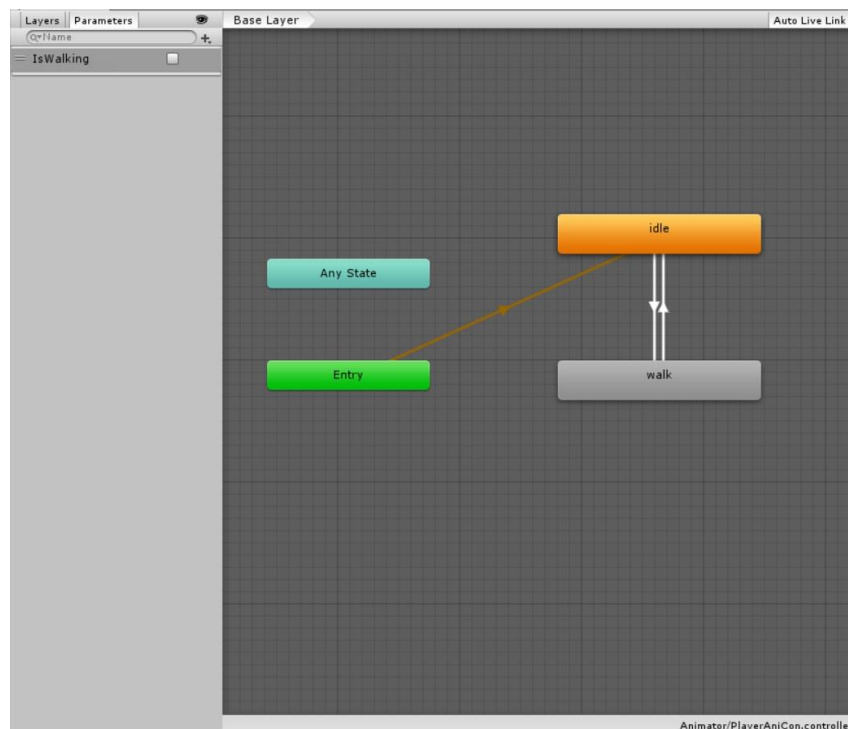 Layers Parameters
Base Layer
Auto Live Link
Name
IsWalking
idle
Any State
Entry
walk
Animator/PlayerAniCon.controlle